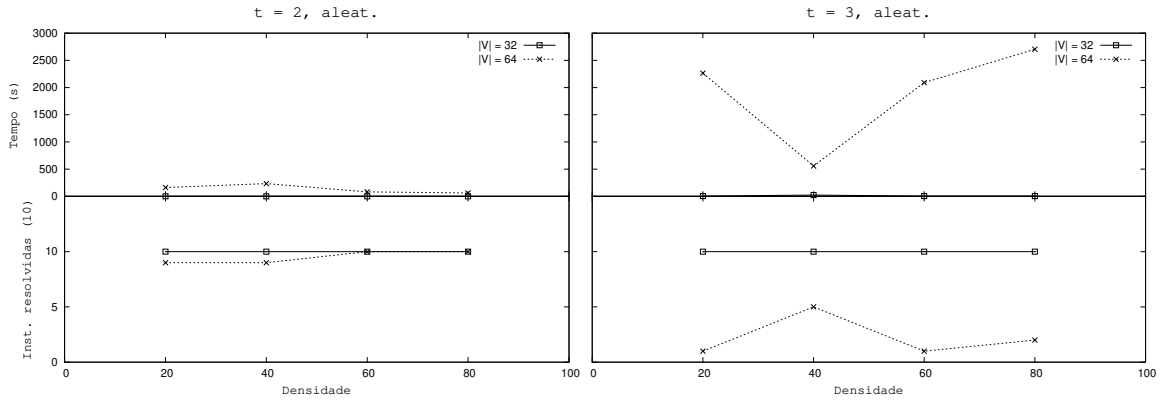 t = 2, aleat.
t = 3, aleat.
3000
2500
2000
1500
1000
500
0
Tempo (s)
|V| = 32
|V| = 64
|V| = 32
|V| = 64
10
5
0
Inst. resolvidas (10)
0 20 40 60 80 100
Densidade
0 20 40 60 80 100
Densidade